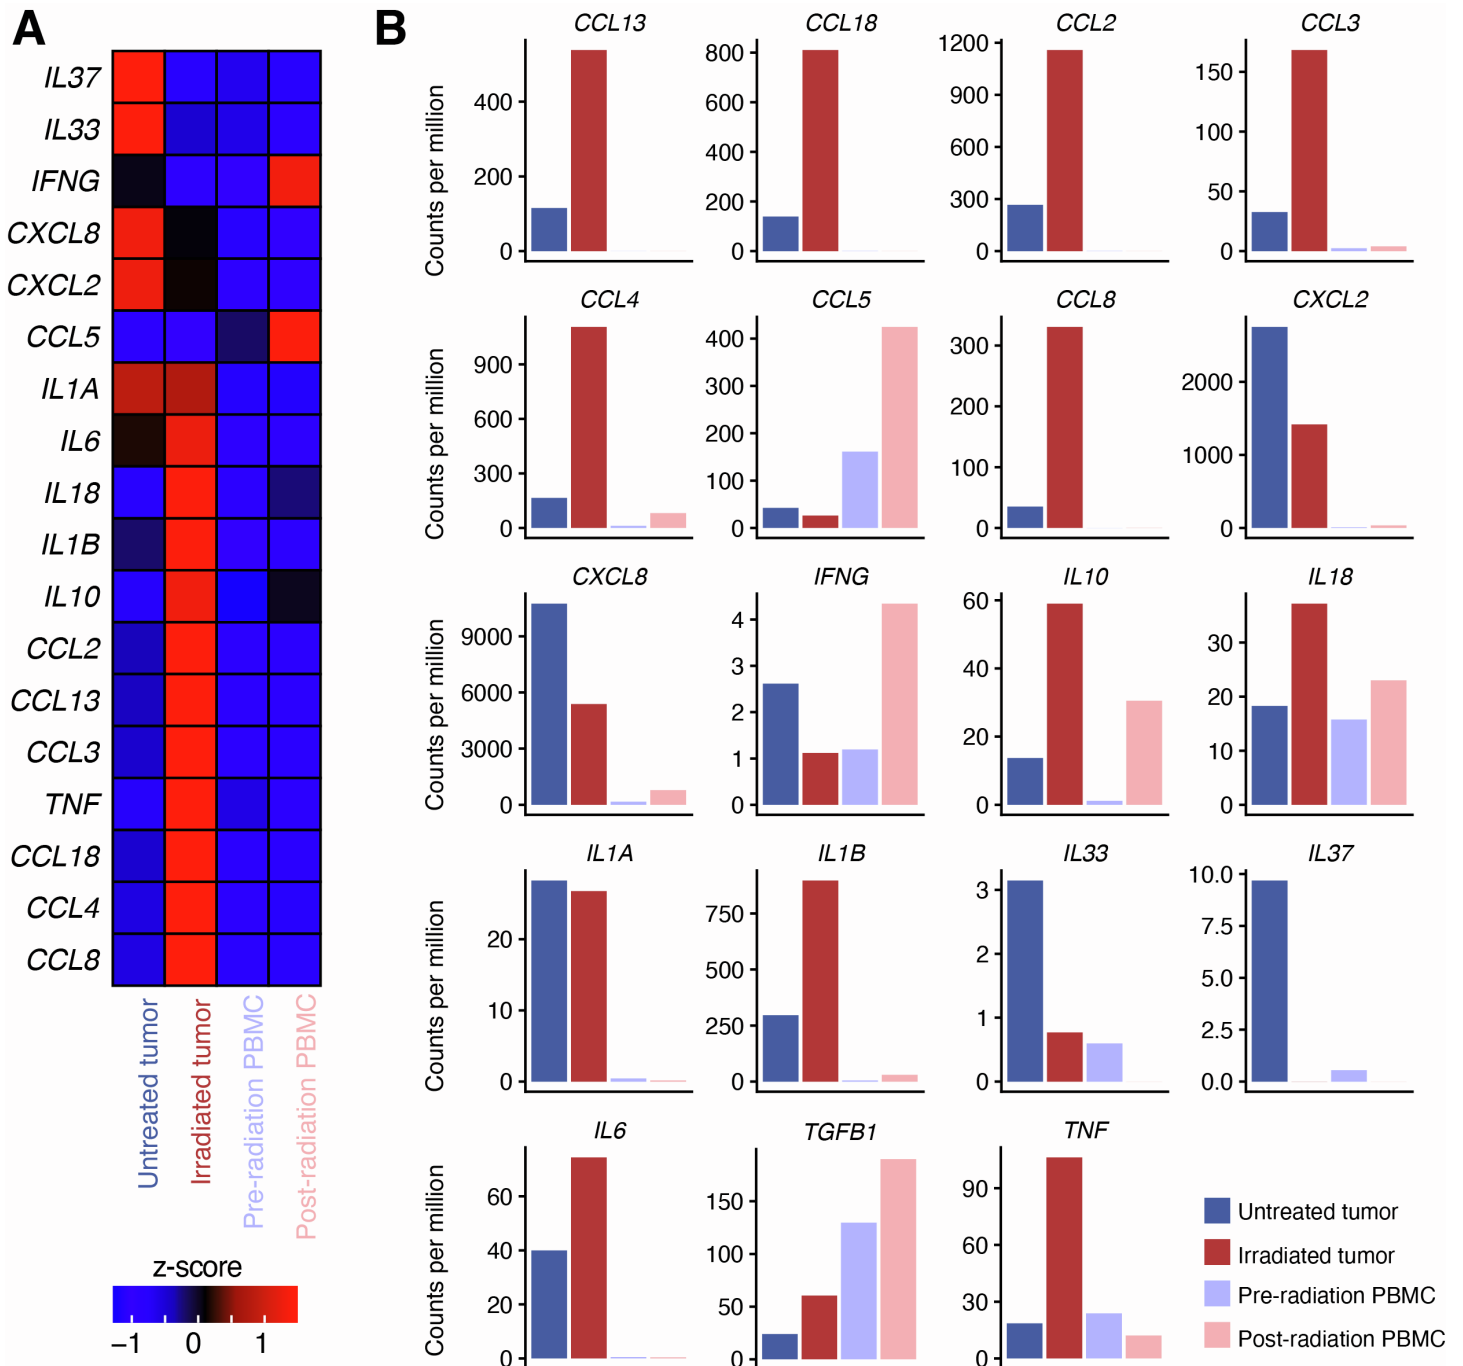 A
IL37
IL33
IFNG
CXCL8
CXCL2
CCL5
IL1A
IL6
IL18
IL1B
IL10
CCL2
CCL13
CCL3
TNF
CCL18
CCL4
CCL8
Untreated tumor
Irradiated tumor
Pre-radiation PBMC
Post-radiation PBMC
z-score
−1 0 1
B
CCL13
Counts per million
400
200
0
CCL18
800
600
400
200
0
CCL2
1200
900
600
300
0
CCL3
150
100
50
0
CCL4
Counts per million
900
600
300
0
CCL5
400
300
200
100
0
CCL8
300
200
100
0
CXCL2
2000
1000
0
CXCL8
Counts per million
9000
6000
3000
0
IFNG
4
3
2
1
0
IL10
60
40
20
0
IL18
30
20
10
0
IL1A
Counts per million
20
10
0
IL1B
750
500
250
0
IL33
3
2
1
0
IL37
10.0
7.5
5.0
2.5
0.0
IL6
Counts per million
60
40
20
0
TGFB1
150
100
50
0
TNF
90
60
30
0
Untreated tumor
Irradiated tumor
Pre-radiation PBMC
Post-radiation PBMC